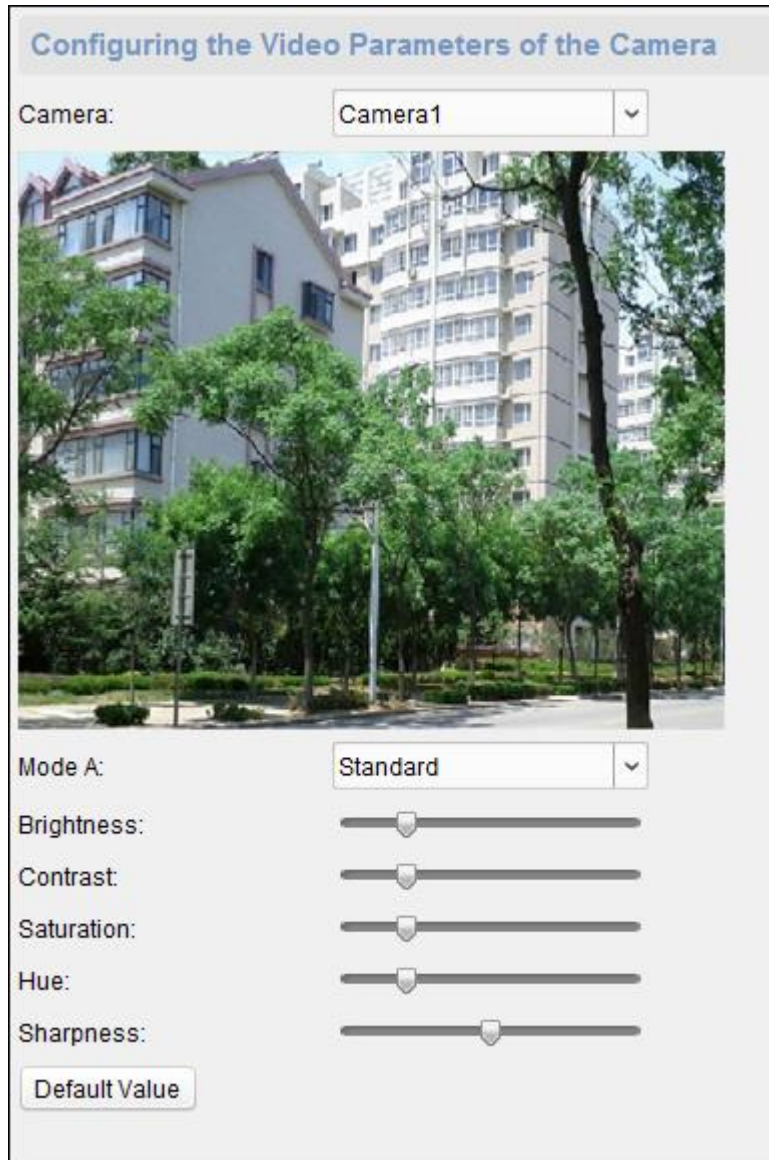 Configuring the Video Parameters of the Camera
Camera: Camera1
Mode A: Standard
Brightness:
Contrast:
Saturation:
Hue:
Sharpness:
Default Value